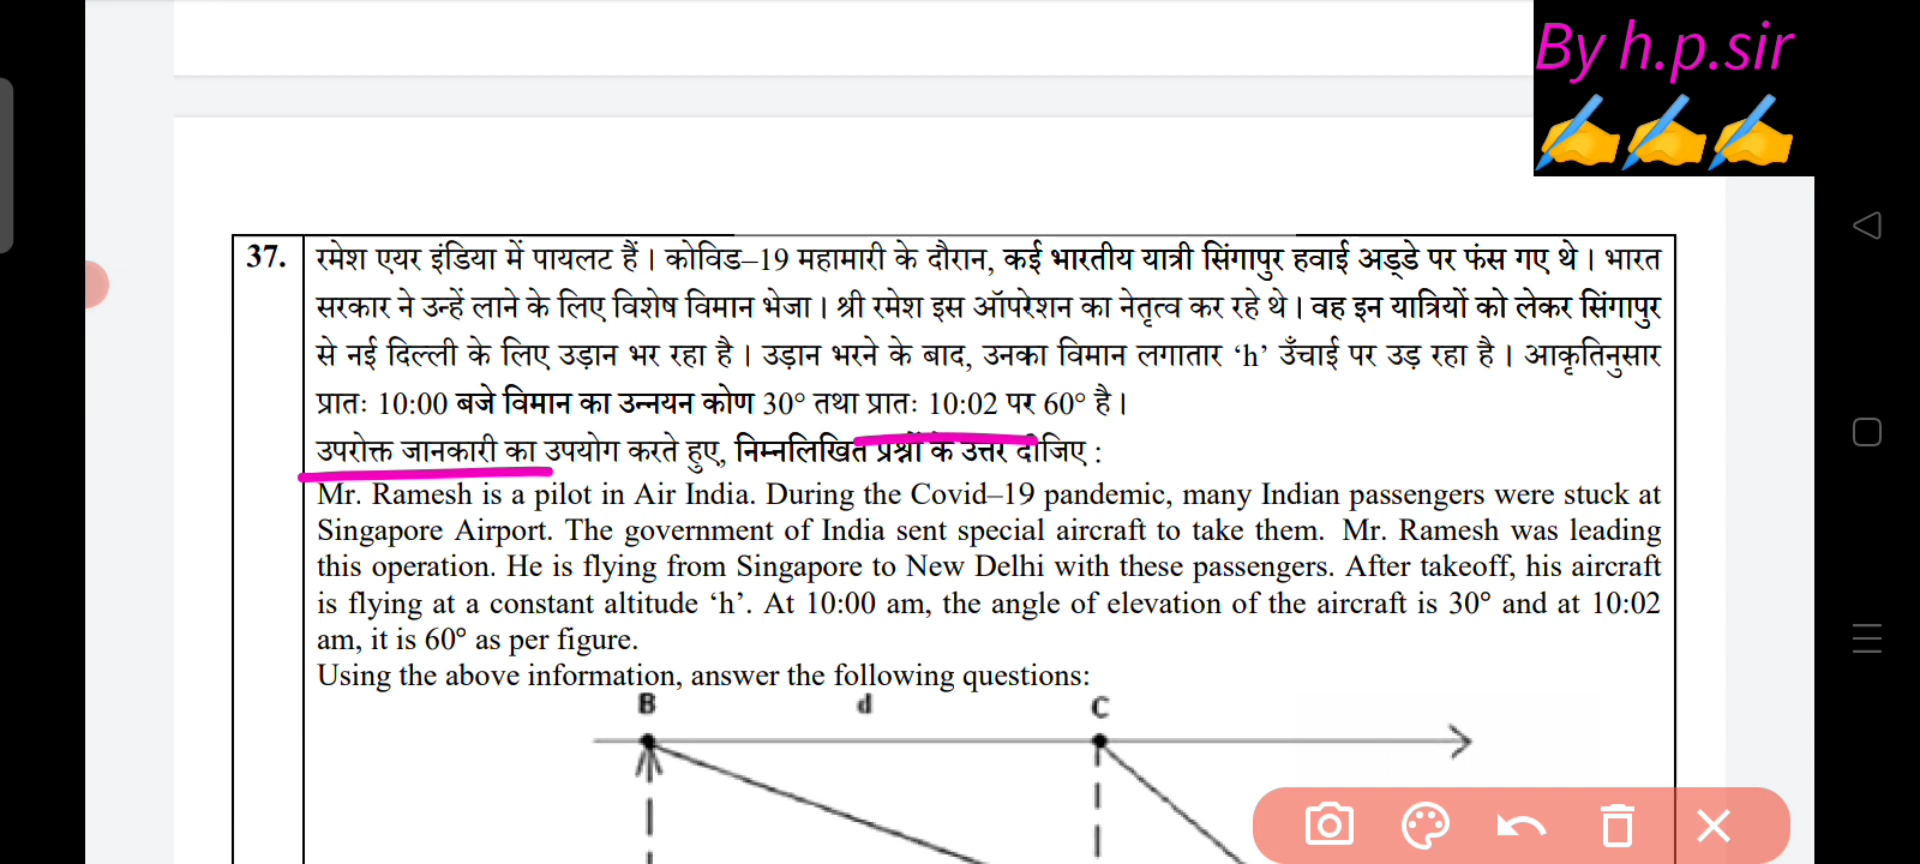 By h.p.sir
37. रमेश एयर इंडिया में पायलट हैं। कोविड–19 महामारी के दौरान, कई भारतीय यात्री सिंगापुर हवाई अड्डे पर फंस गए थे। भारत
सरकार ने उन्हें लाने के लिए विशेष विमान भेजा। श्री रमेश इस ऑपरेशन का नेतृत्व कर रहे थे। वह इन यात्रियों को लेकर सिंगापुर
से नई दिल्ली के लिए उड़ान भर रहा है। उड़ान भरने के बाद, उनका विमान लगातार ‘h’ उँचाई पर उड़ रहा है। आकृतिनुसार
प्रातः 10:00 बजे विमान का उन्नयन कोण 30° तथा प्रातः 10:02 पर 60° है।
उपरोक्त जानकारी का उपयोग करते हुए, निम्नलिखित प्रश्नों के उत्तर दीजिए :
Mr. Ramesh is a pilot in Air India. During the Covid–19 pandemic, many Indian passengers were stuck at
Singapore Airport. The government of India sent special aircraft to take them. Mr. Ramesh was leading
this operation. He is flying from Singapore to New Delhi with these passengers. After takeoff, his aircraft
is flying at a constant altitude ‘h’. At 10:00 am, the angle of elevation of the aircraft is 30° and at 10:02
am, it is 60° as per figure.
Using the above information, answer the following questions:
B d C